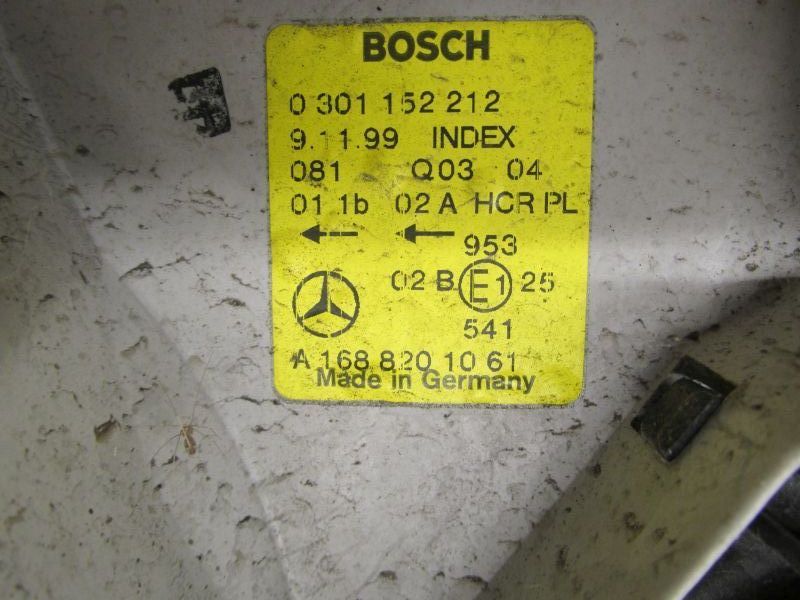 BOSCH
0 301 152 212
9.11.99 INDEX
081 Q03 04
01 1b 02 A HCR PL
953
02 B E1 25
541
A 168 820 10 61
Made in Germany